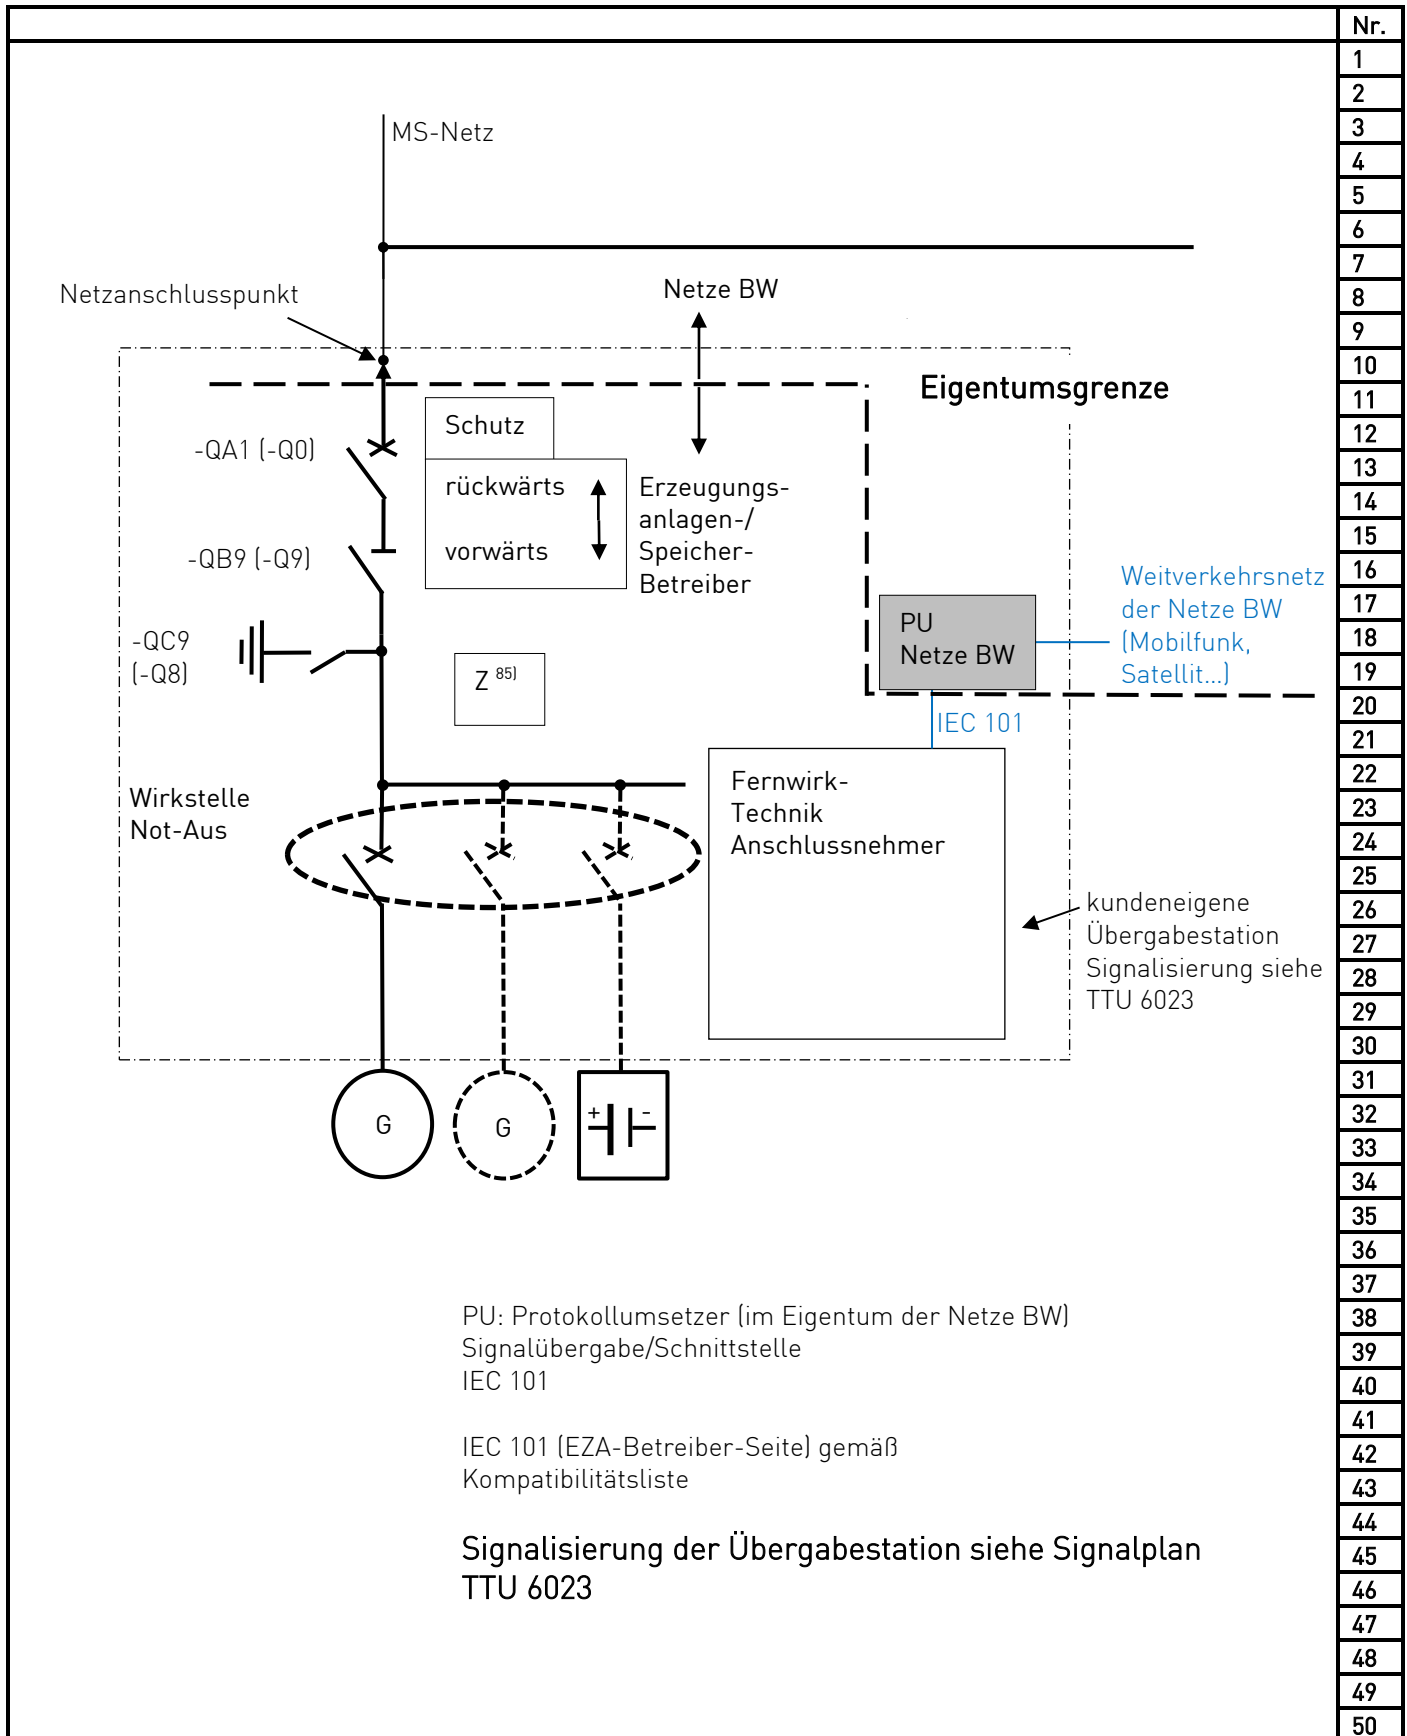 Nr.
1
2
3
4
5
6
7
8
9
10
11
12
13
14
15
16
17
18
19
20
21
22
23
24
25
26
27
28
29
30
31
32
33
34
35
36
37
38
39
40
41
42
43
44
45
46
47
48
49
50
MS-Netz
Netzanschlusspunkt
Netze BW
Eigentumsgrenze
Schutz
-QA1 (-Q0)
rückwärts
vorwärts
Erzeugungs-
anlagen-/
Speicher-
Betreiber
-QB9 (-Q9)
Weitverkehrsnetz
der Netze BW
(Mobilfunk,
Satellit...)
PU
Netze BW
-QC9
(-Q8)
Z 85)
IEC 101
Fernwirk-
Technik
Anschlussnehmer
Wirkstelle
Not-Aus
kundeneigene
Übergabestation
Signalisierung siehe
TTU 6023
G
G
+ -
PU: Protokollumsetzer (im Eigentum der Netze BW)
Signalübergabe/Schnittstelle
IEC 101
IEC 101 (EZA-Betreiber-Seite) gemäß
Kompatibilitätsliste
Signalisierung der Übergabestation siehe Signalplan
TTU 6023